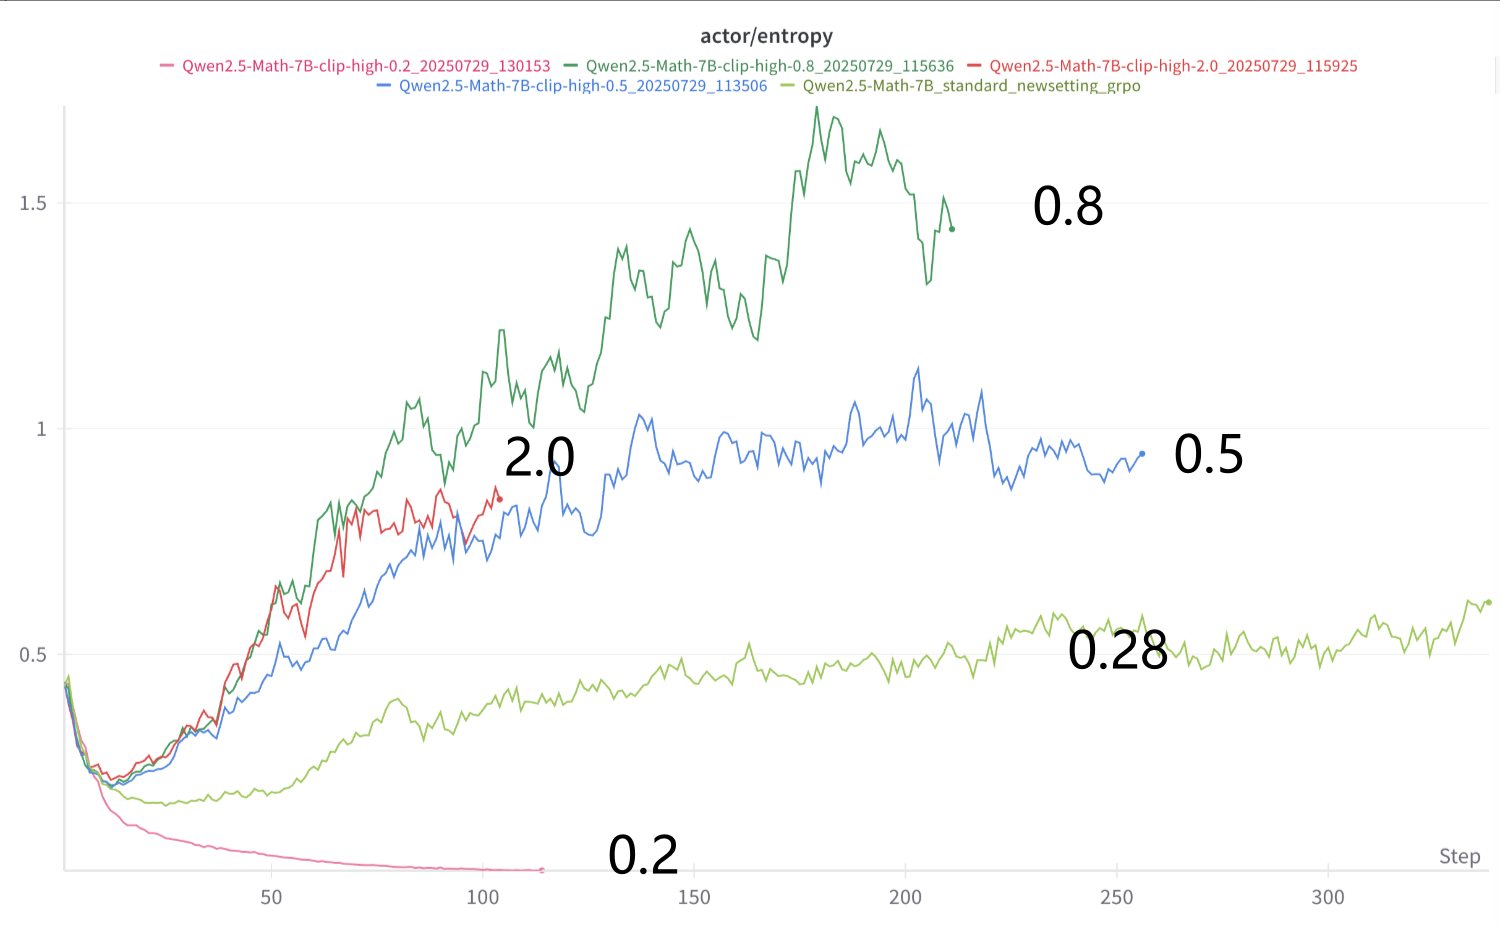 actor/entropy
Qwen2.5-Math-7B-clip-high-0.2_20250729_130153 Qwen2.5-Math-7B-clip-high-0.8_20250729_115636 Qwen2.5-Math-7B-clip-high-2.0_20250729_115925
Qwen2.5-Math-7B-clip-high-0.5_20250729_113506 Qwen2.5-Math-7B_standard_newsetting_grpo
1.5
0.8
1
2.0
0.5
0.5
0.28
0.2
Step
50 100 150 200 250 300